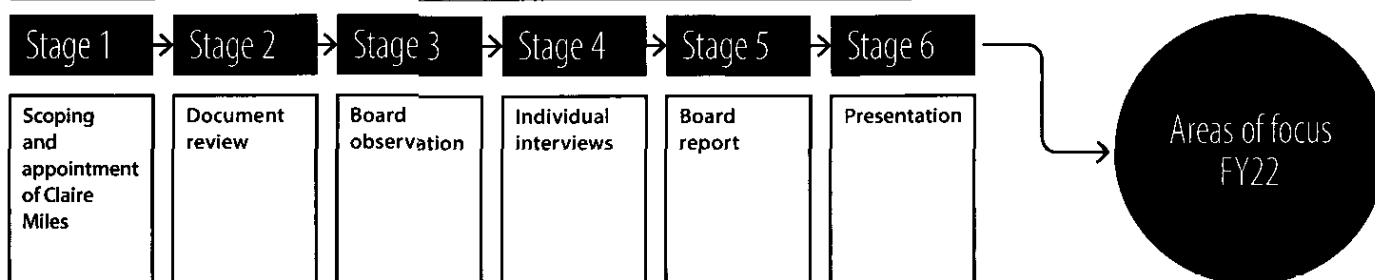 Stage 1
Stage 2
Stage 3
Stage 4
Stage 5
Stage 6
Scoping
and
appointment
of Claire
Miles
Document
review
Board
observation
Individual
interviews
Board
report
Presentation
Areas of focus
FY22